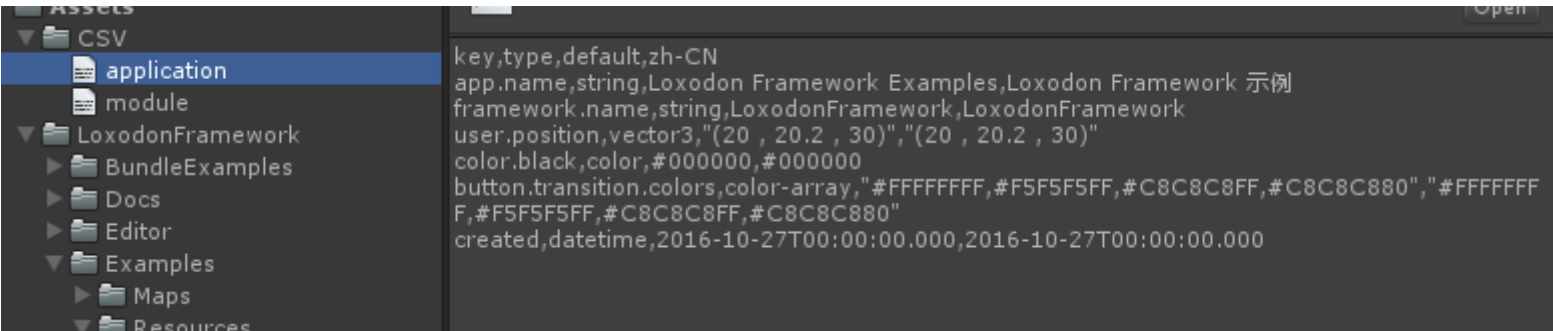 Assets
Open
CSV
application
module
LoxodonFramework
BundleExamples
Docs
Editor
Examples
Maps
Resources
key,type,default,zh-CN
app.name,string,Loxodon Framework Examples,Loxodon Framework 示例
framework.name,string,LoxodonFramework,LoxodonFramework
user.position,vector3,"(20 , 20.2 , 30)","(20 , 20.2 , 30)"
color.black,color,#000000,#000000
button.transition.colors,color-array,"#FFFFFFFF,#F5F5F5FF,#C8C8C8FF,#C8C8C880","#FFFFFFF
F,#F5F5F5FF,#C8C8C8FF,#C8C8C880"
created,datetime,2016-10-27T00:00:00.000,2016-10-27T00:00:00.000